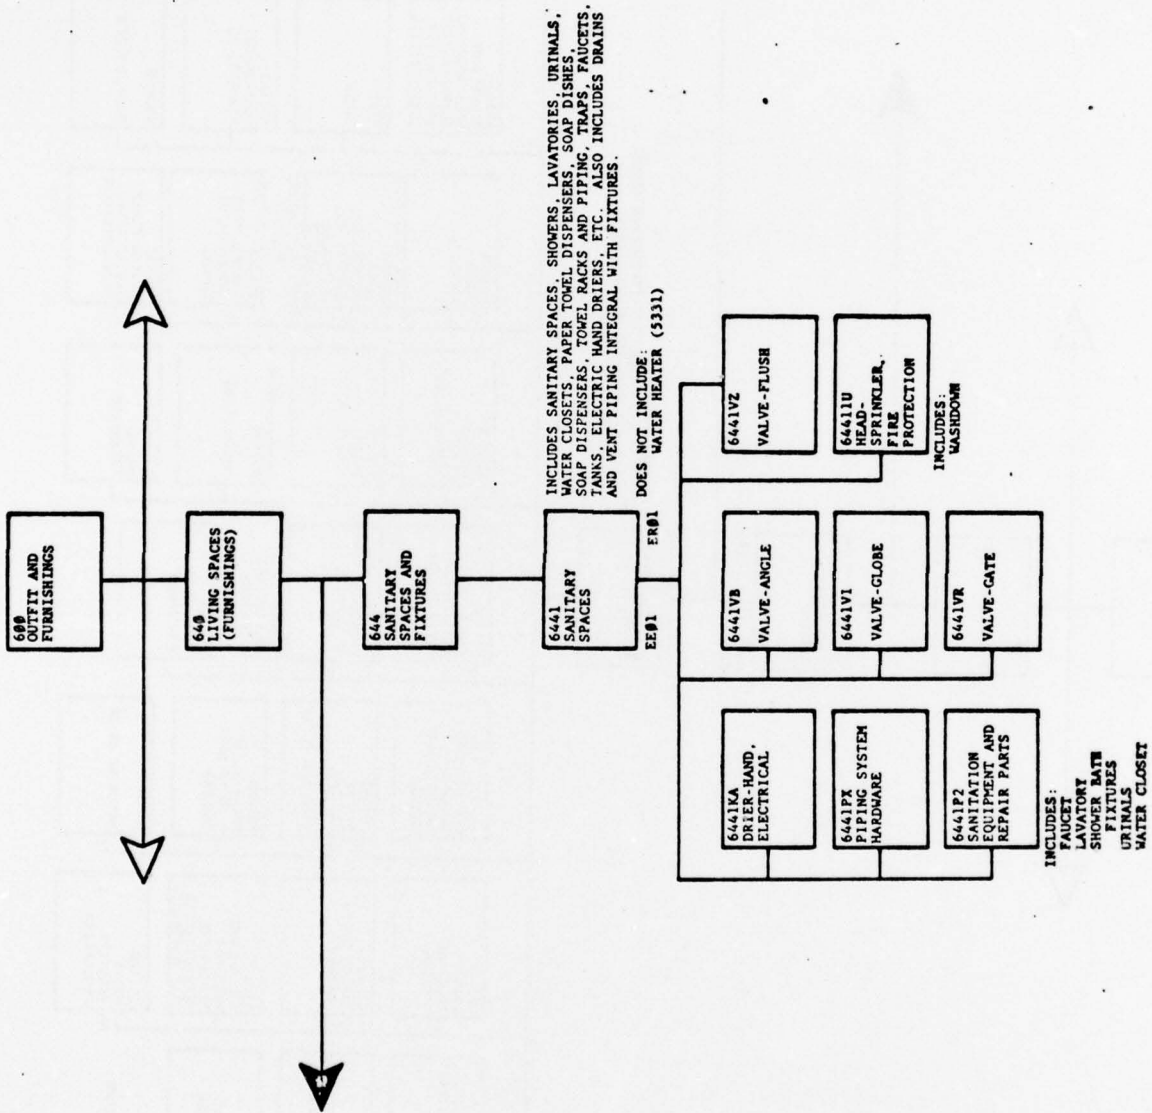 600
OUTFIT AND
FURNISHINGS
640
LIVING SPACES
(FURNISHINGS)
644
SANITARY
SPACES AND
FIXTURES
6441
SANITARY
SPACES
INCLUDES SANITARY SPACES, SHOWERS, LAVATORIES, URINALS,
WATER CLOSETS, PAPER TOWEL DISPENSERS, SOAP DISHES,
SOAP DISPENSERS, TOWEL RACKS AND PIPING, TRAPS, FAUCETS,
TANKS, ELECTRIC HAND DRIERS, ETC. ALSO INCLUDES DRAINS
AND VENT PIPING INTEGRAL WITH FIXTURES.
EE01
ER01
DOES NOT INCLUDE:
WATER HEATER (5331)
6441KA
DRIER-HAND,
ELECTRICAL
6441PX
PIPING SYSTEM
HARDWARE
6441P2
SANITATION
EQUIPMENT AND
REPAIR PARTS
INCLUDES:
FAUCET
LAVATORY
SHOWER BATH
FIXTURES
URINALS
WATER CLOSET
6441VB
VALVE-ANGLE
6441V1
VALVE-GLOBE
6441VR
VALVE-GATE
6441VZ
VALVE-FLUSH
64411U
HEAD-
SPRINKLER,
FIRE
PROTECTION
INCLUDES:
WASHDOWN